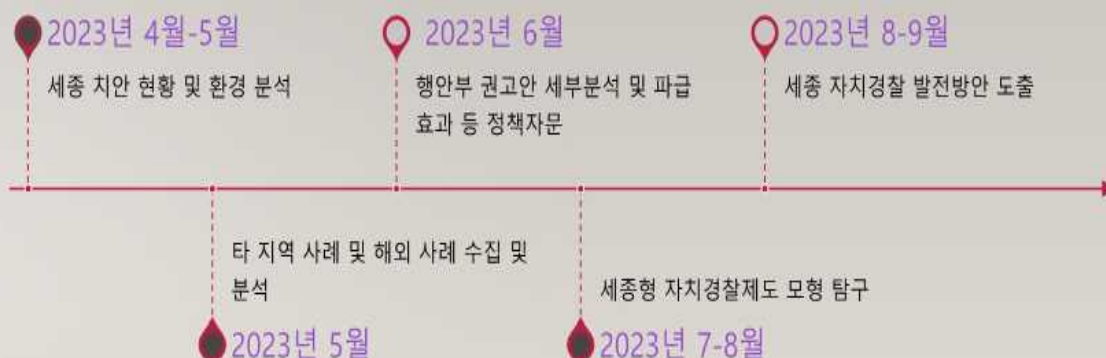 2023년 4월-5월
세종 치안 현황 및 환경 분석
2023년 6월
행안부 권고안 세부분석 및 파급
효과 등 정책자문
2023년 8-9월
세종 자치경찰 발전방안 도출
타 지역 사례 및 해외 사례 수집 및
분석
2023년 5월
세종형 자치경찰제도 모형 탐구
2023년 7-8월